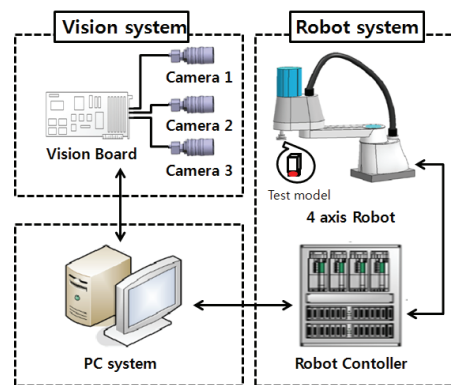 Vision system
Camera 1
Camera 2
Vision Board
Camera 3
Robot system
Test model
4 axis Robot
PC system
Robot Contoller